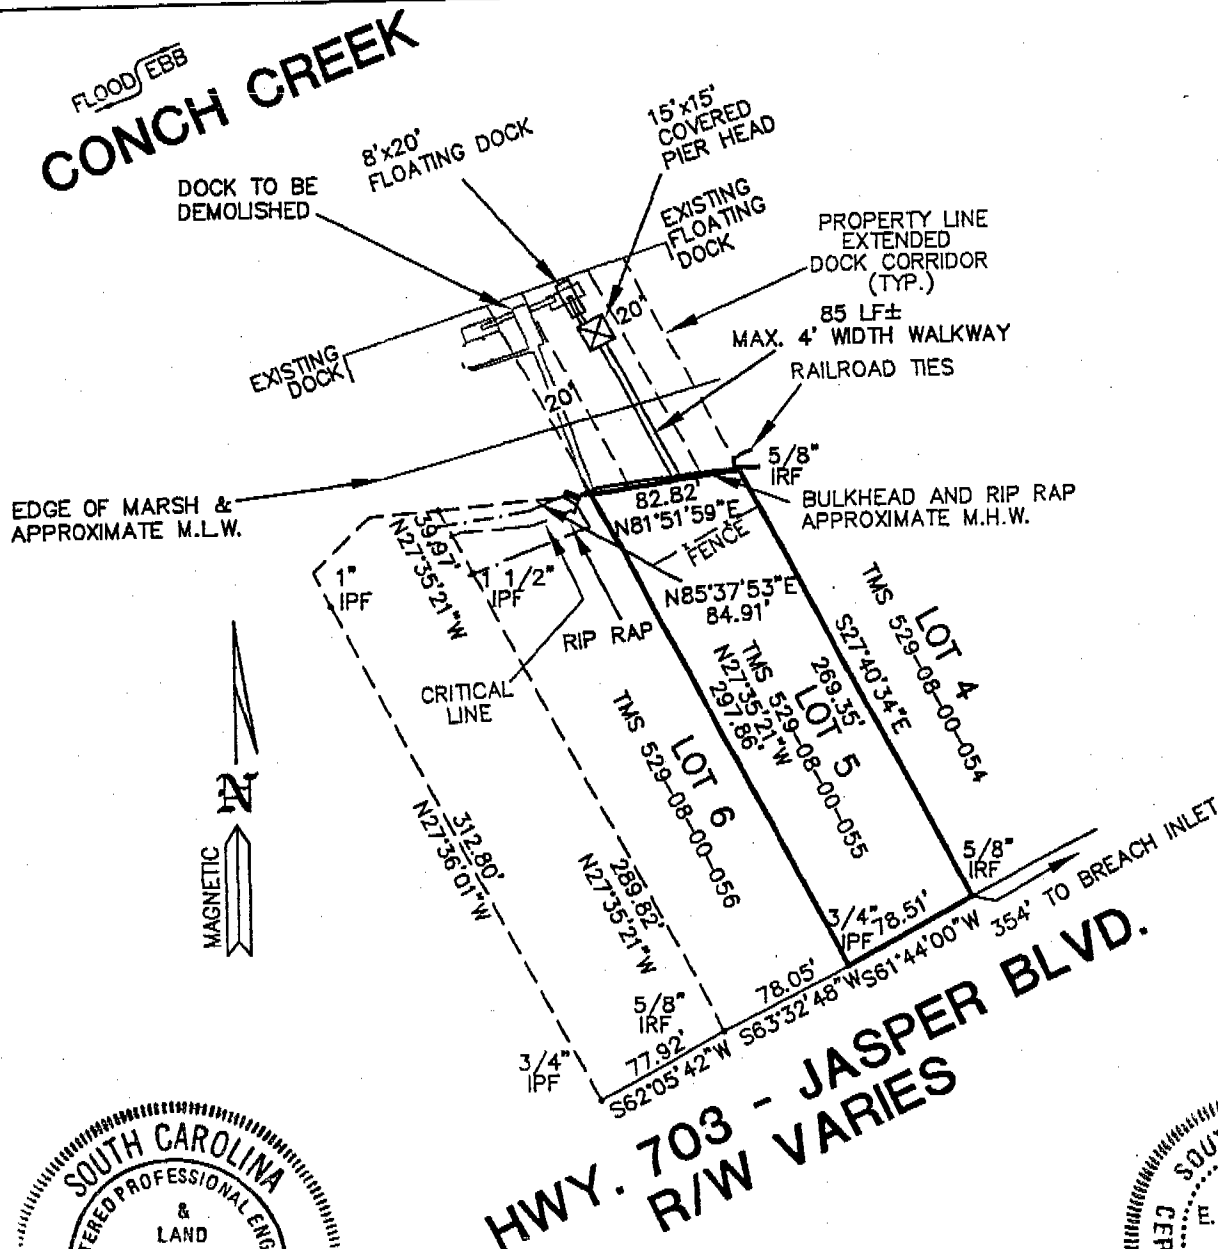 FLOOD EBB
CONCH CREEK
8'x20'
FLOATING DOCK
15'x15'
COVERED
PIER HEAD
DOCK TO BE
DEMOLISHED
EXISTING
FLOATING
DOCK
PROPERTY LINE
EXTENDED
DOCK CORRIDOR
(TYP.)
85 LF±
MAX. 4' WIDTH WALKWAY
RAILROAD TIES
20'
EXISTING
DOCK
20'
5/8"
IRF
EDGE OF MARSH &
APPROXIMATE M.L.W.
82.82'
N81°51'59"E
FENCE
BULKHEAD AND RIP RAP
APPROXIMATE M.H.W.
39.97'
N27°35'21"W
1"
IPF
1 1/2"
IPF
N85°37'53"E
84.91'
RIP RAP
CRITICAL
LINE
LOT 4
TMS 529-08-00-054
S27°40'34"E
269.35'
LOT 5
TMS 529-08-00-055
N27°35'21"W
297.86'
LOT 6
TMS 529-08-00-056
312.80'
N27°36'01"W
289.82'
N27°35'21"W
N
MAGNETIC
5/8"
IRF
354' TO BREACH INLET
3/4"
IPF
78.51'
S61°44'00"W
78.05'
S63°32'48"W
5/8"
IRF
77.92'
S62°05'42"W
3/4"
IPF
HWY. 703 - JASPER BLVD.
R/W VARIES
SOUTH CAROLINA
TERED PROFESSIONAL ENG
&
LAND
SOU
CER
E.